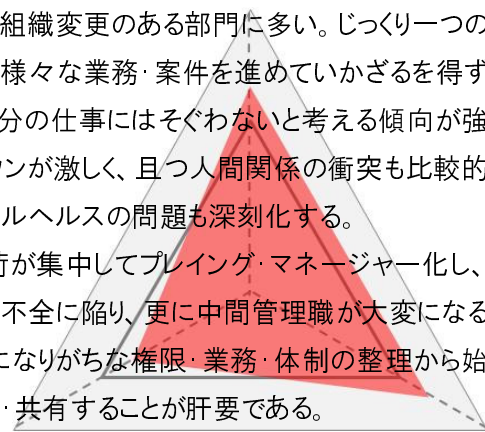 組織変更のある部門に多い。じっくり一つの
様々な業務・案件を進めていかざるを得ず
分の仕事にはそぐわないと考える傾向が強
ウンが激しく、且つ人間関係の衝突も比較的
ルヘルスの問題も深刻化する。
荷が集中してプレイング・マネージャー化し、
不全に陥り、更に中間管理職が大変になる
になりがちな権限・業務・体制の整理から始
・共有することが肝要である。